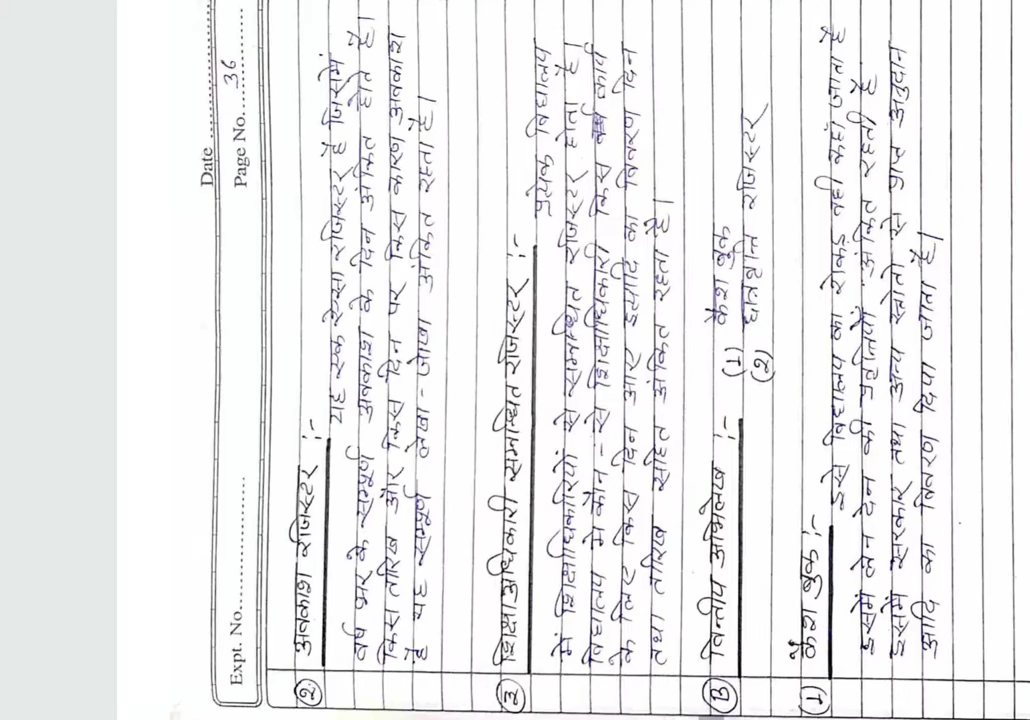 Date ....................
Expt. No.................... Page No.... 36 ........
② अवकाश रजिस्टर :-
यह एक ऐसा रजिस्टर है जिसमें
वर्ष भर के सम्पूर्ण अवकाश के दिन अंकित होते है।
किस तारिख और किस दिन पर किस कारण अवकाश
है यह सम्पूर्ण लेखा - जोखा अंकित रहता है।
③ शिक्षाअधिकारी सम्बन्धित रजिस्टर :-
प्रत्येक विद्यालय
में शिक्षाधिकारियों से सम्बन्धित रजिस्टर होता है।
विद्यालय मे कौन - से शिक्षाधिकारी किस कार्य
के लिए किस दिन आए इत्यादि का विवरण दिन
तथा तारिख सहित अंकित रहता है।
Ⓑ वित्तीय अभिलेख :- (1) कैश बुक
(2) छात्रवृति रजिस्टर
① कैश बुक :-
इसे विद्यालय का रोकड़ वही कहा जाता है
इसमें लेन देन की प्रवृत्तियाँ अंकित रहती है
इसमें सरकार तथा अन्य स्त्रोतो से प्राप्त अनुदान
आदि का विवरण दिया जाता है।